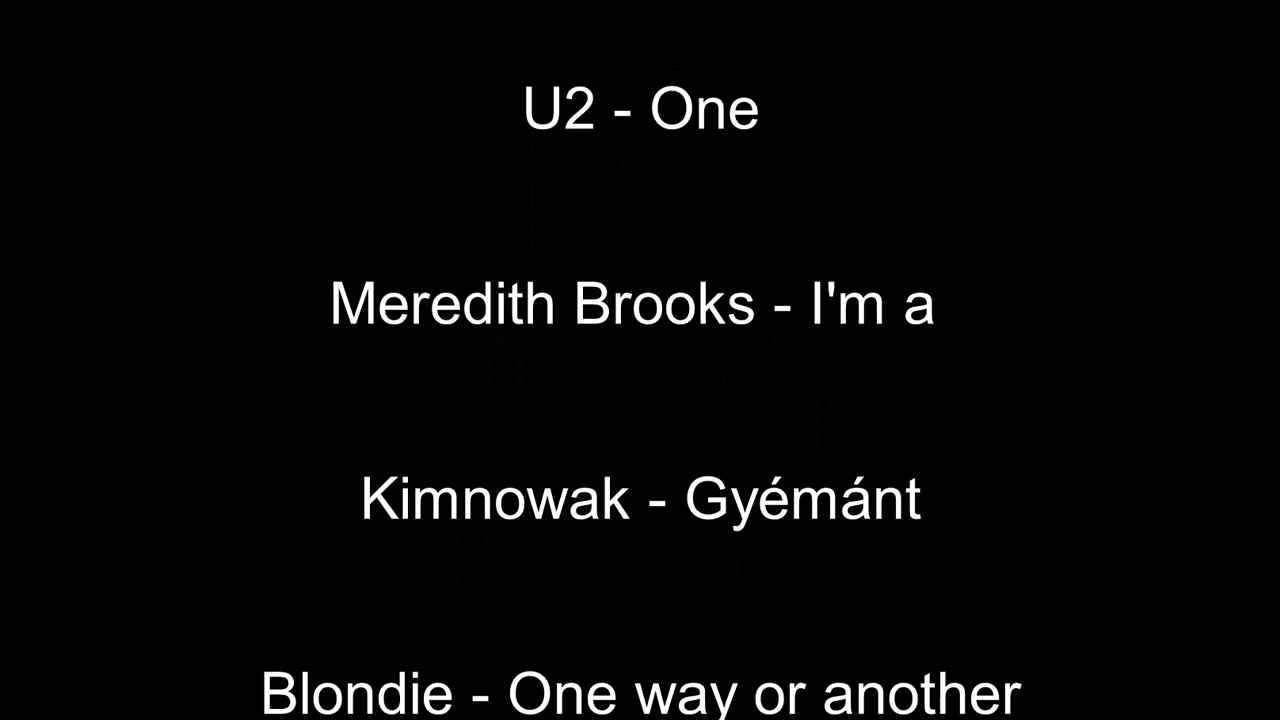 U2 - One
Meredith Brooks - I'm a
Kimnowak - Gyémánt
Blondie - One way or another